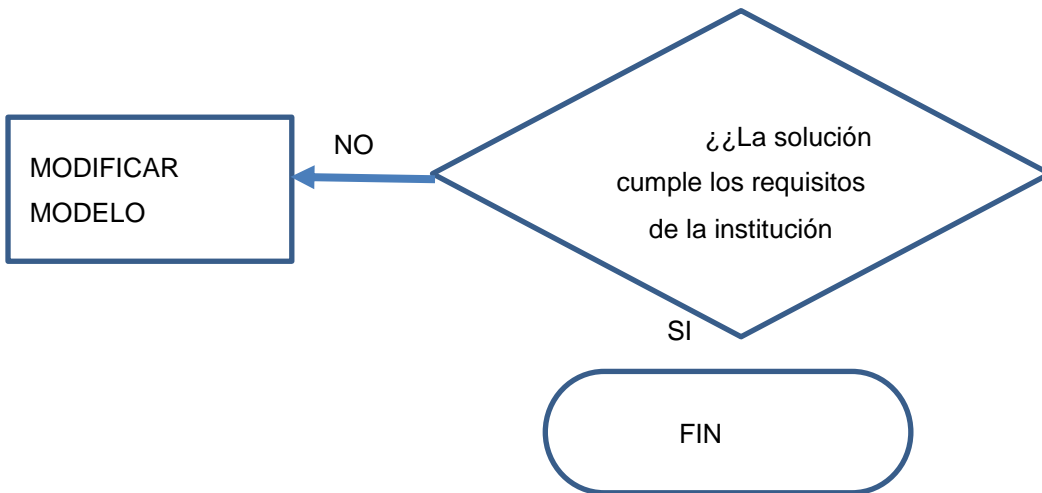 NO
MODIFICAR
MODELO
¿¿La solución
cumple los requisitos
de la institución
SI
FIN